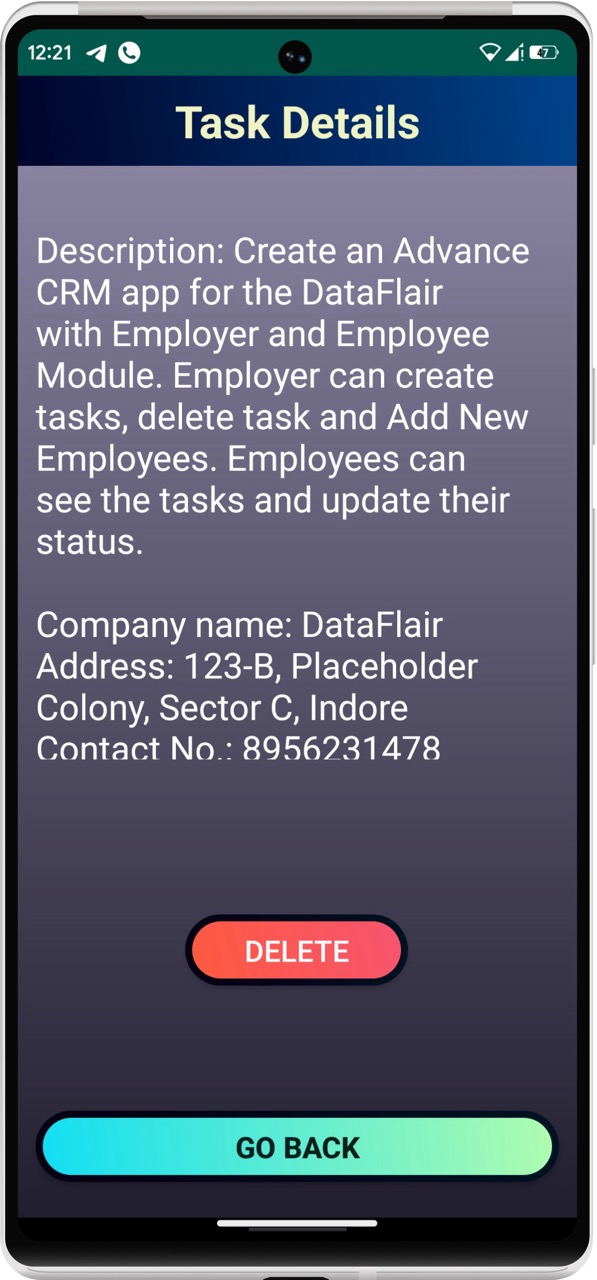 12:21
47
Task Details
Description: Create an Advance
CRM app for the DataFlair
with Employer and Employee
Module. Employer can create
tasks, delete task and Add New
Employees. Employees can
see the tasks and update their
status.
Company name: DataFlair
Address: 123-B, Placeholder
Colony, Sector C, Indore
Contact No.: 8956231478
DELETE
GO BACK